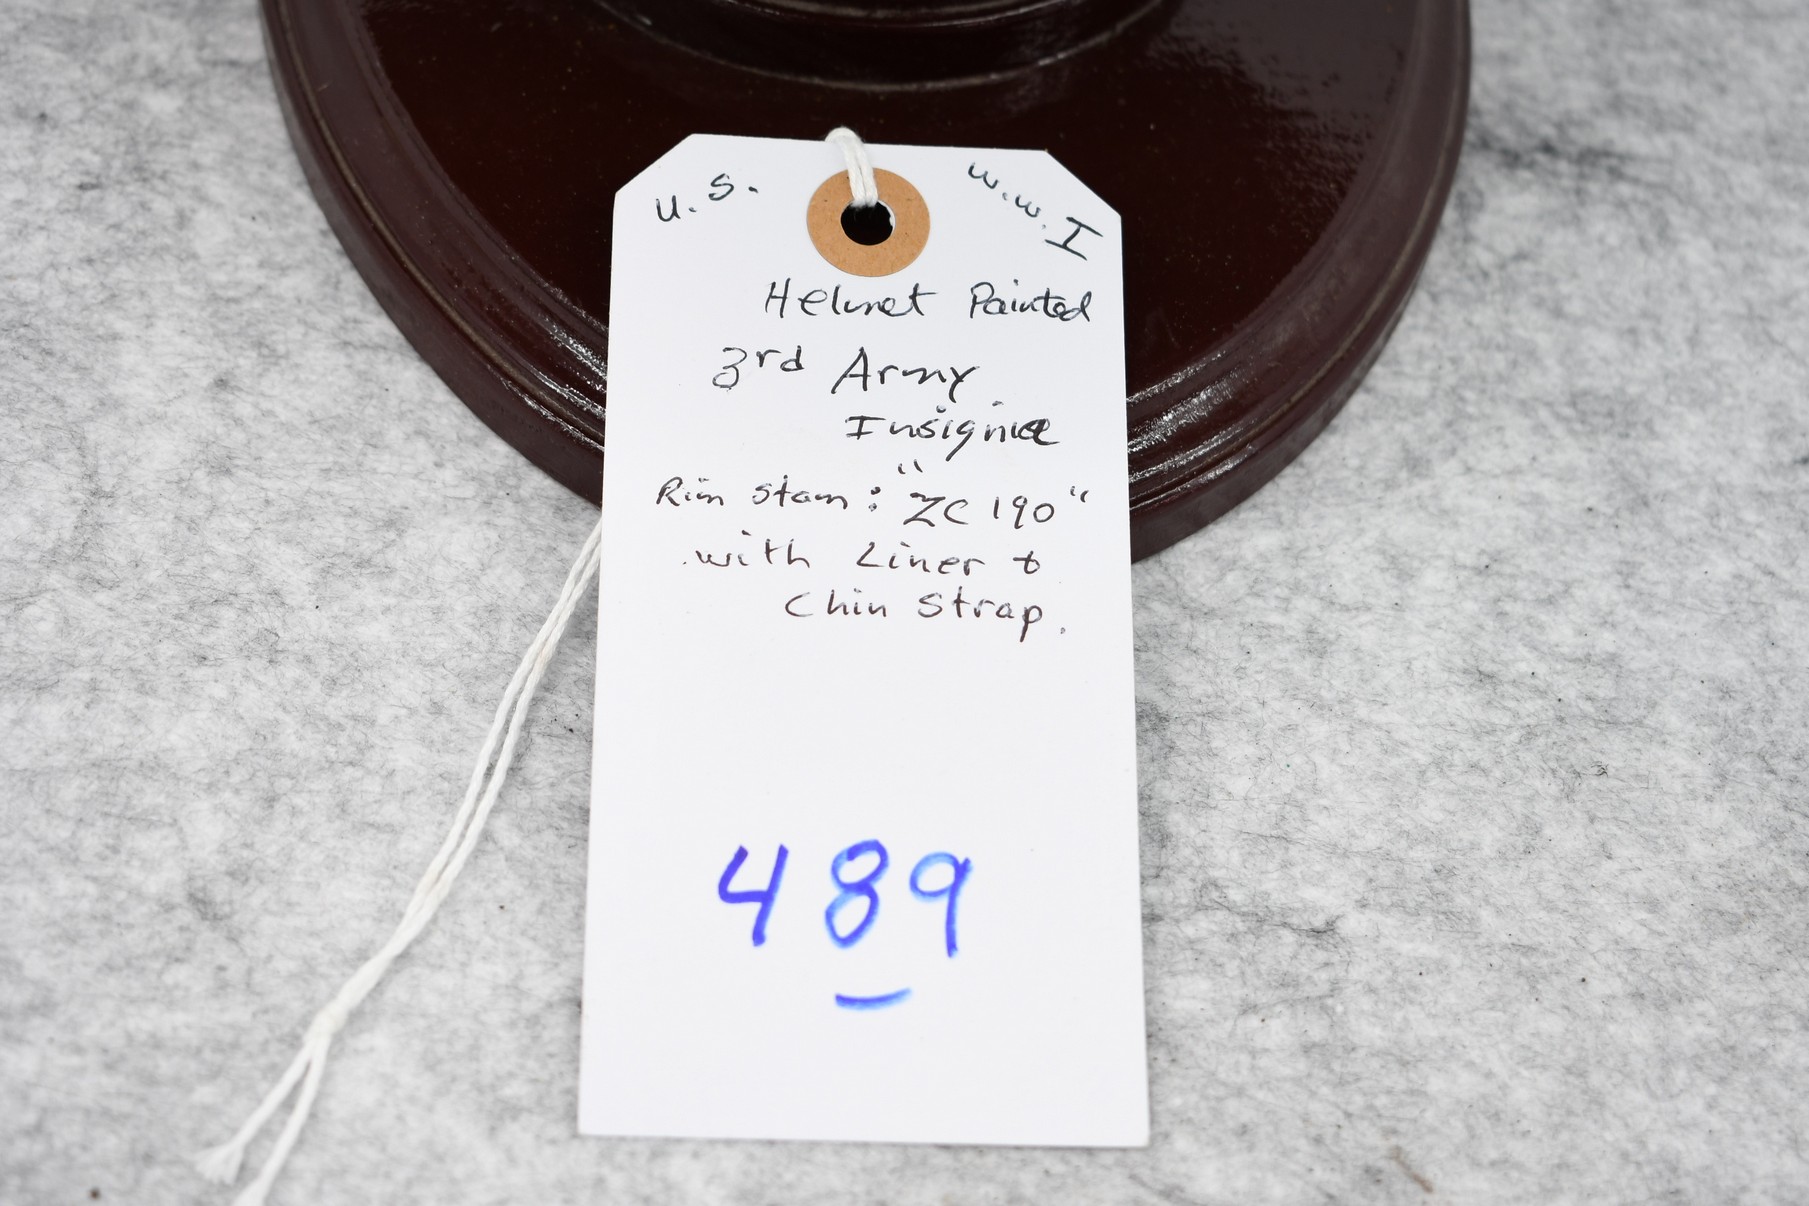 U.S. W.W.I
Helmet Painted
3rd Army
Insignia
Rim Stam: "ZC 190"
with Liner &
Chin Strap.
489